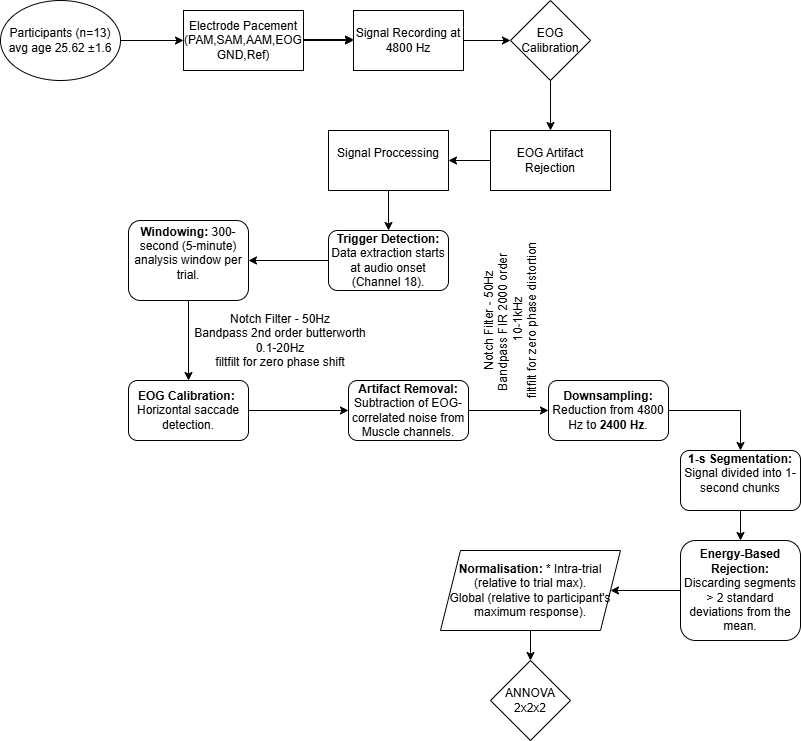 Participants (n=13)
avg age 25.62 ±1.6
Electrode Pacement
(PAM,SAM,AAM,EOG
GND,Ref)
Signal Recording at
4800 Hz
EOG
Calibration
Signal Proccessing
EOG Artifact
Rejection
Windowing: 300-
second (5-minute)
analysis window per
trial.
Trigger Detection:
Data extraction starts
at audio onset
(Channel 18).
Notch Filter - 50Hz
Bandpass 2nd order butterworth
0.1-20Hz
filtfilt for zero phase shift
Notch Filter - 50Hz
Bandpass FIR 2000 order
10-1kHz
filtfilt for zero phase distortion
EOG Calibration:
Horizontal saccade
detection.
Artifact Removal:
Subtraction of EOG-
correlated noise from
Muscle channels.
Downsampling:
Reduction from 4800
Hz to 2400 Hz.
1-s Segmentation:
Signal divided into 1-
second chunks
Energy-Based
Rejection:
Discarding segments
> 2 standard
deviations from the
mean.
Normalisation: * Intra-trial
(relative to trial max).
Global (relative to participant's
maximum response).
ANNOVA
2x2x2